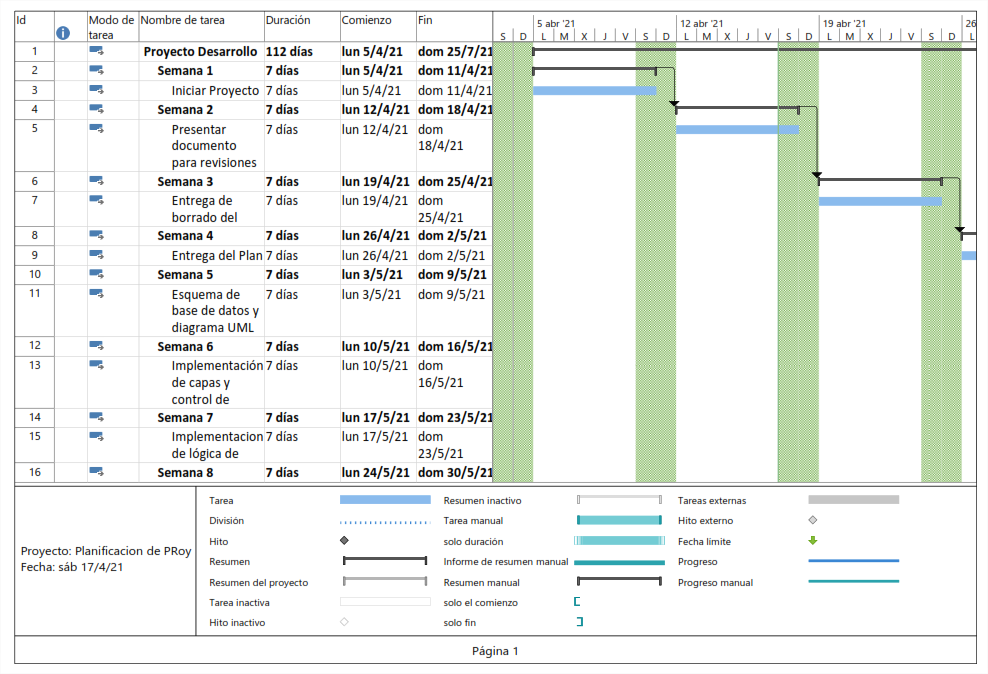 Id Modo de tarea Nombre de tarea Duración Comienzo Fin
5 abr '21 12 abr '21 19 abr '21 26
S D L M X J V S D L M X J V S D L M X J V S D L
1 Proyecto Desarrollo 112 días lun 5/4/21 dom 25/7/21
2 Semana 1 7 días lun 5/4/21 dom 11/4/21
3 Iniciar Proyecto 7 días lun 5/4/21 dom 11/4/21
4 Semana 2 7 días lun 12/4/21 dom 18/4/21
5 Presentar 7 días lun 12/4/21 dom
documento 18/4/21
para revisiones
6 Semana 3 7 días lun 19/4/21 dom 25/4/21
7 Entrega de 7 días lun 19/4/21 dom
borrado del 25/4/21
8 Semana 4 7 días lun 26/4/21 dom 2/5/21
9 Entrega del Plan 7 días lun 26/4/21 dom 2/5/21
10 Semana 5 7 días lun 3/5/21 dom 9/5/21
11 Esquema de 7 días lun 3/5/21 dom 9/5/21
base de datos y
diagrama UML
12 Semana 6 7 días lun 10/5/21 dom 16/5/21
13 Implementación 7 días lun 10/5/21 dom
de capas y 16/5/21
control de
14 Semana 7 7 días lun 17/5/21 dom 23/5/21
15 Implementacion 7 días lun 17/5/21 dom
de lógica de 23/5/21
16 Semana 8 7 días lun 24/5/21 dom 30/5/21
Proyecto: Planificacion de PRoy
Fecha: sáb 17/4/21
Tarea Resumen inactivo Tareas externas
División Tarea manual Hito externo
Hito solo duración Fecha límite
Resumen Informe de resumen manual Progreso
Resumen del proyecto Resumen manual Progreso manual
Tarea inactiva solo el comienzo
Hito inactivo solo fin
Página 1